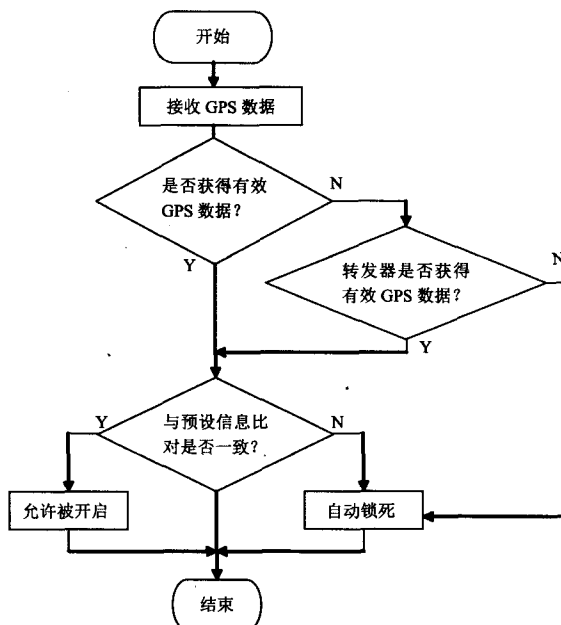 开始
接收 GPS 数据
是否获得有效
GPS 数据？
N
Y
转发器是否获得
有效 GPS 数据？
N
Y
与预设信息比
对是否一致？
Y
N
允许被开启
自动锁死
结束